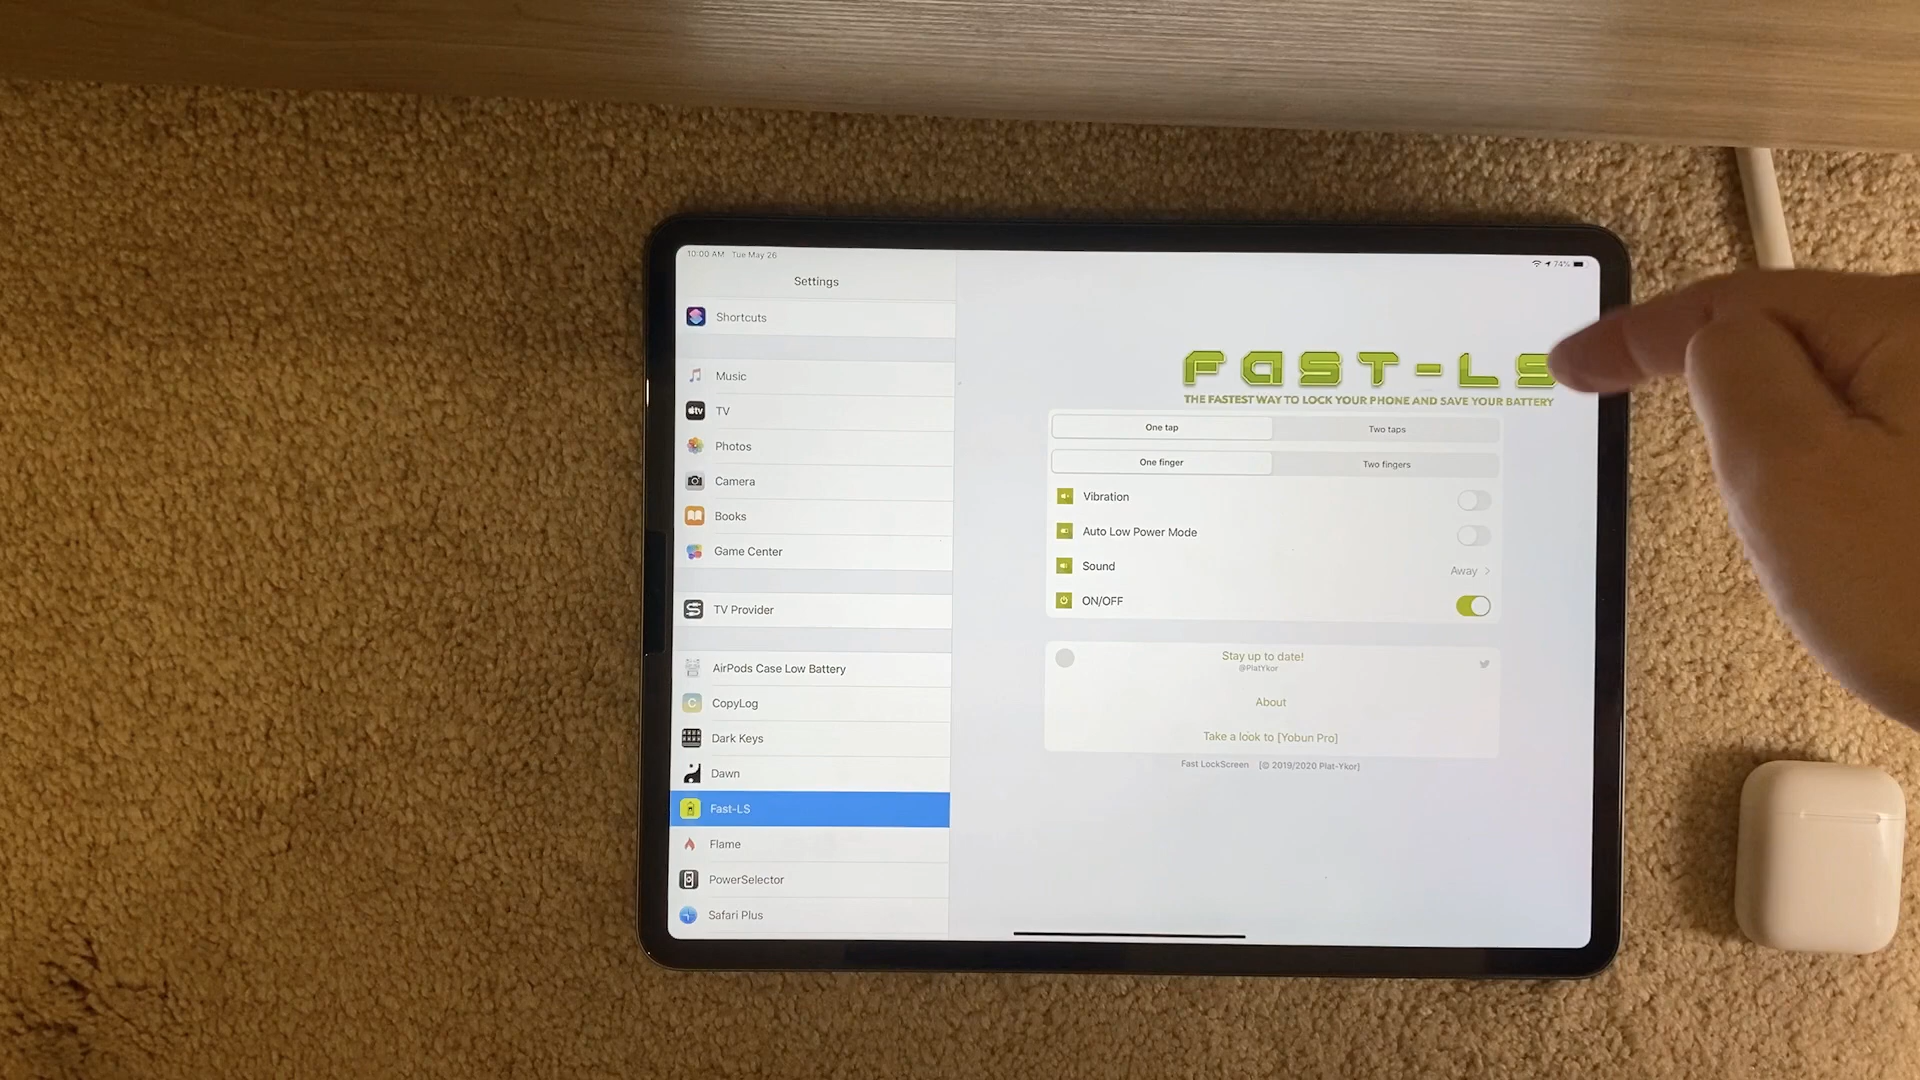 10:00 AM Tue May 26
74%
Settings
Shortcuts
Music
tv TV
Photos
Camera
Books
Game Center
TV Provider
AirPods Case Low Battery
C CopyLog
Dark Keys
Dawn
Fast-LS
Flame
PowerSelector
Safari Plus
FAST-LS
THE FASTEST WAY TO LOCK YOUR PHONE AND SAVE YOUR BATTERY
One tap Two taps
One finger Two fingers
Vibration
Auto Low Power Mode
Sound Away >
ON/OFF
Stay up to date!
@PlatYkor
About
Take a look to [Yobun Pro]
Fast LockScreen [© 2019/2020 Plat-Ykor]